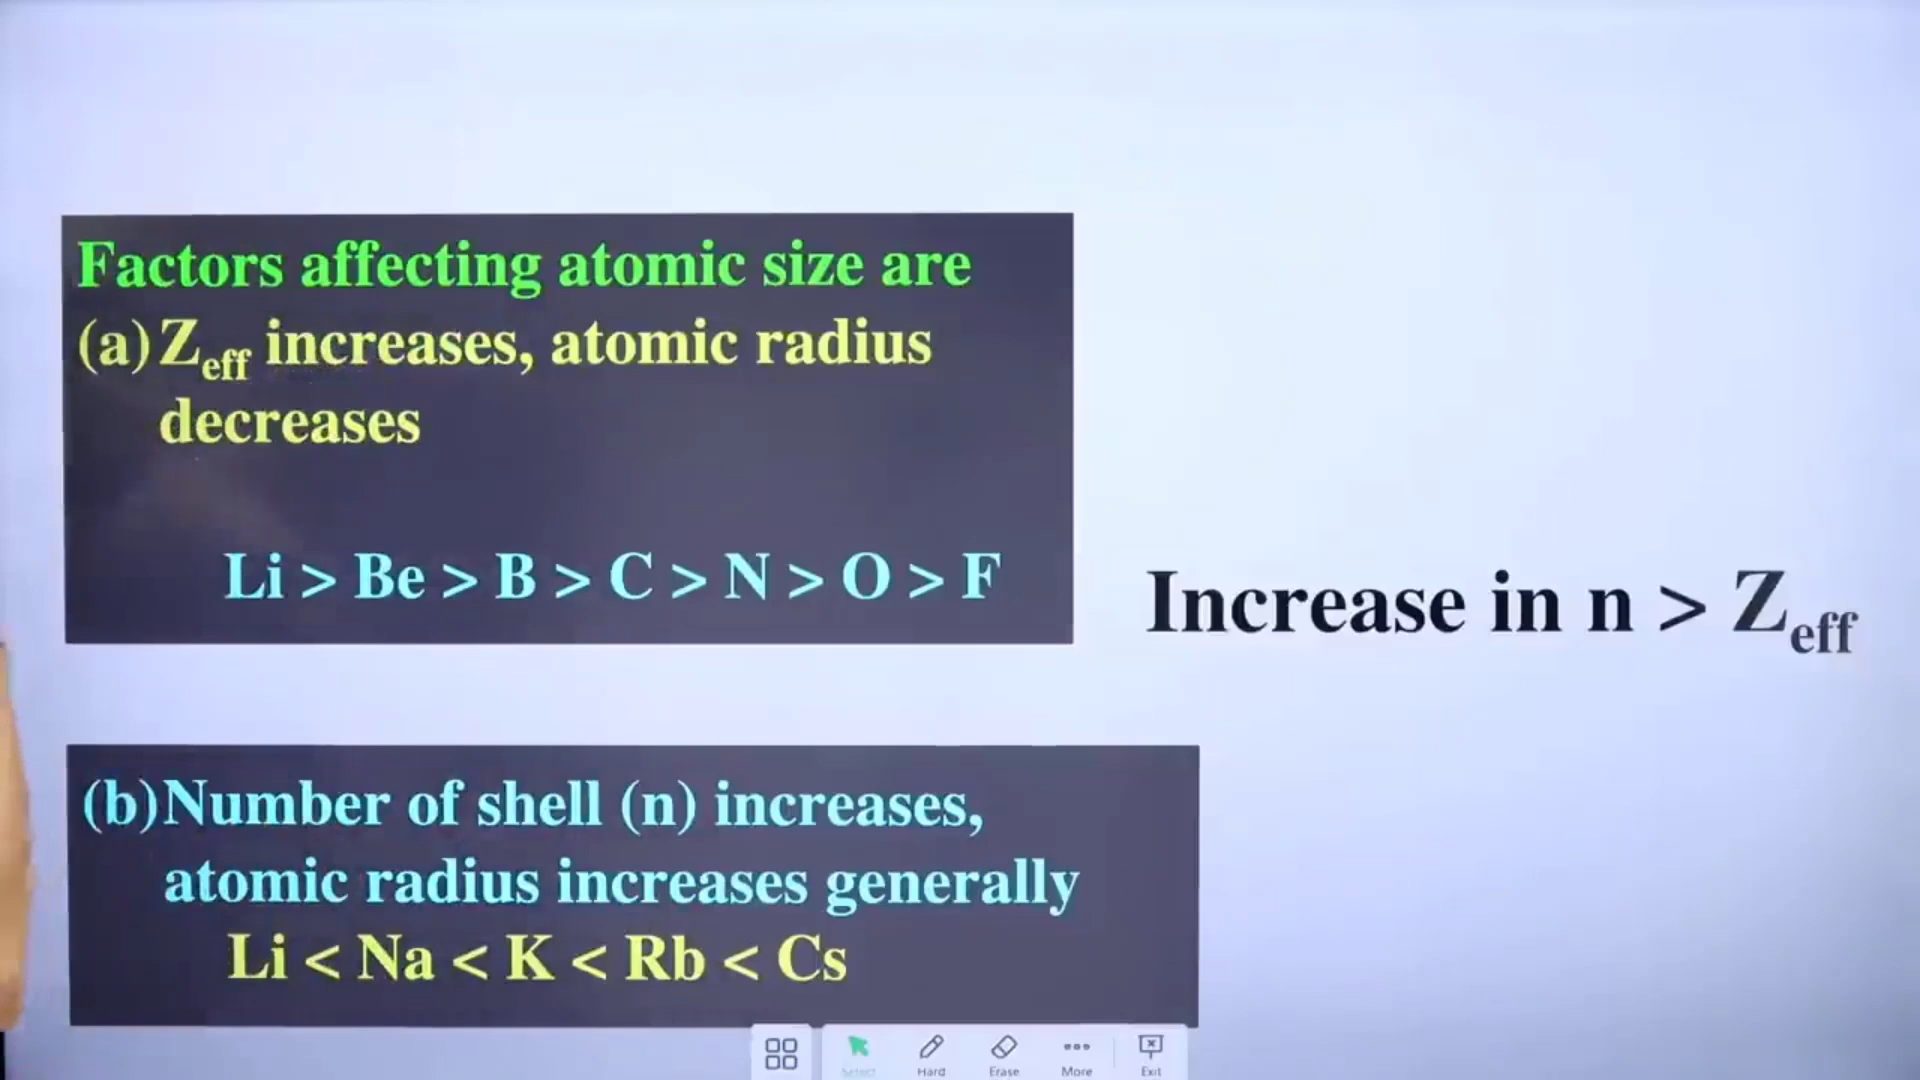 Factors affecting atomic size are
(a) Zeff increases, atomic radius
decreases
Li > Be > B > C > N > O > F
Increase in n > Zeff
(b) Number of shell (n) increases,
atomic radius increases generally
Li < Na < K < Rb < Cs
Select Hard Erase More Exit